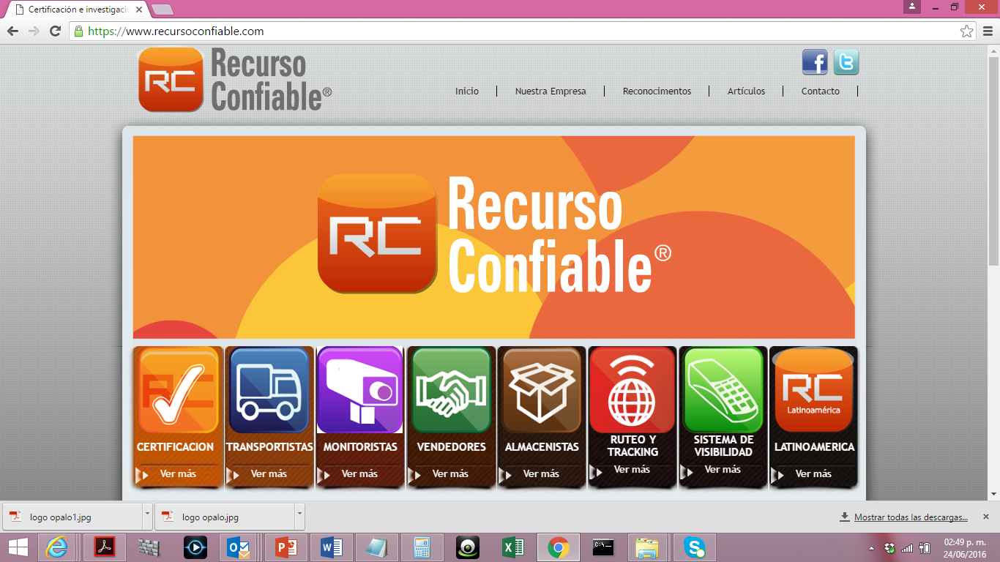 Certificación e investigació
https://www.recursoconfiable.com
RC Recurso
Confiable®
Inicio
Nuestra Empresa
Reconocimentos
Artículos
Contacto
RC
Recurso
Confiable®
RC
RC
Latinoamérica
CERTIFICACION
TRANSPORTISTAS
MONITORISTAS
VENDEDORES
ALMACENISTAS
RUTEO Y
TRACKING
SISTEMA DE
VISIBILIDAD
LATINOAMERICA
Ver más
Ver más
Ver más
Ver más
Ver más
Ver más
Ver más
Ver más
logo opalo1.jpg
logo opalo.jpg
Mostrar todas las descargas...
02:49 p. m.
24/06/2016